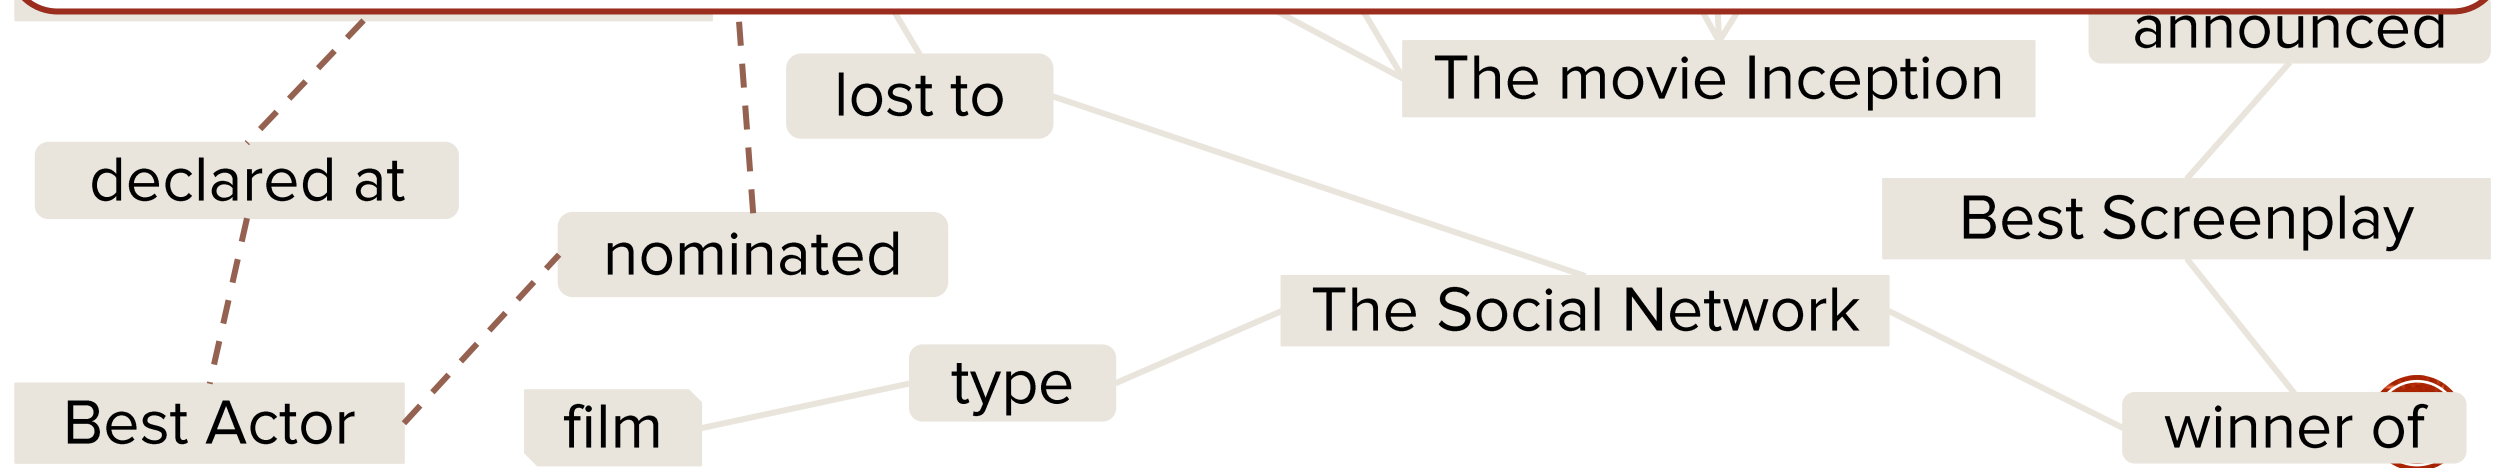 announced
The movie Inception
lost to
declared at
Best Screenplay
nominated
The Social Network
type
film
Best Actor
winner of